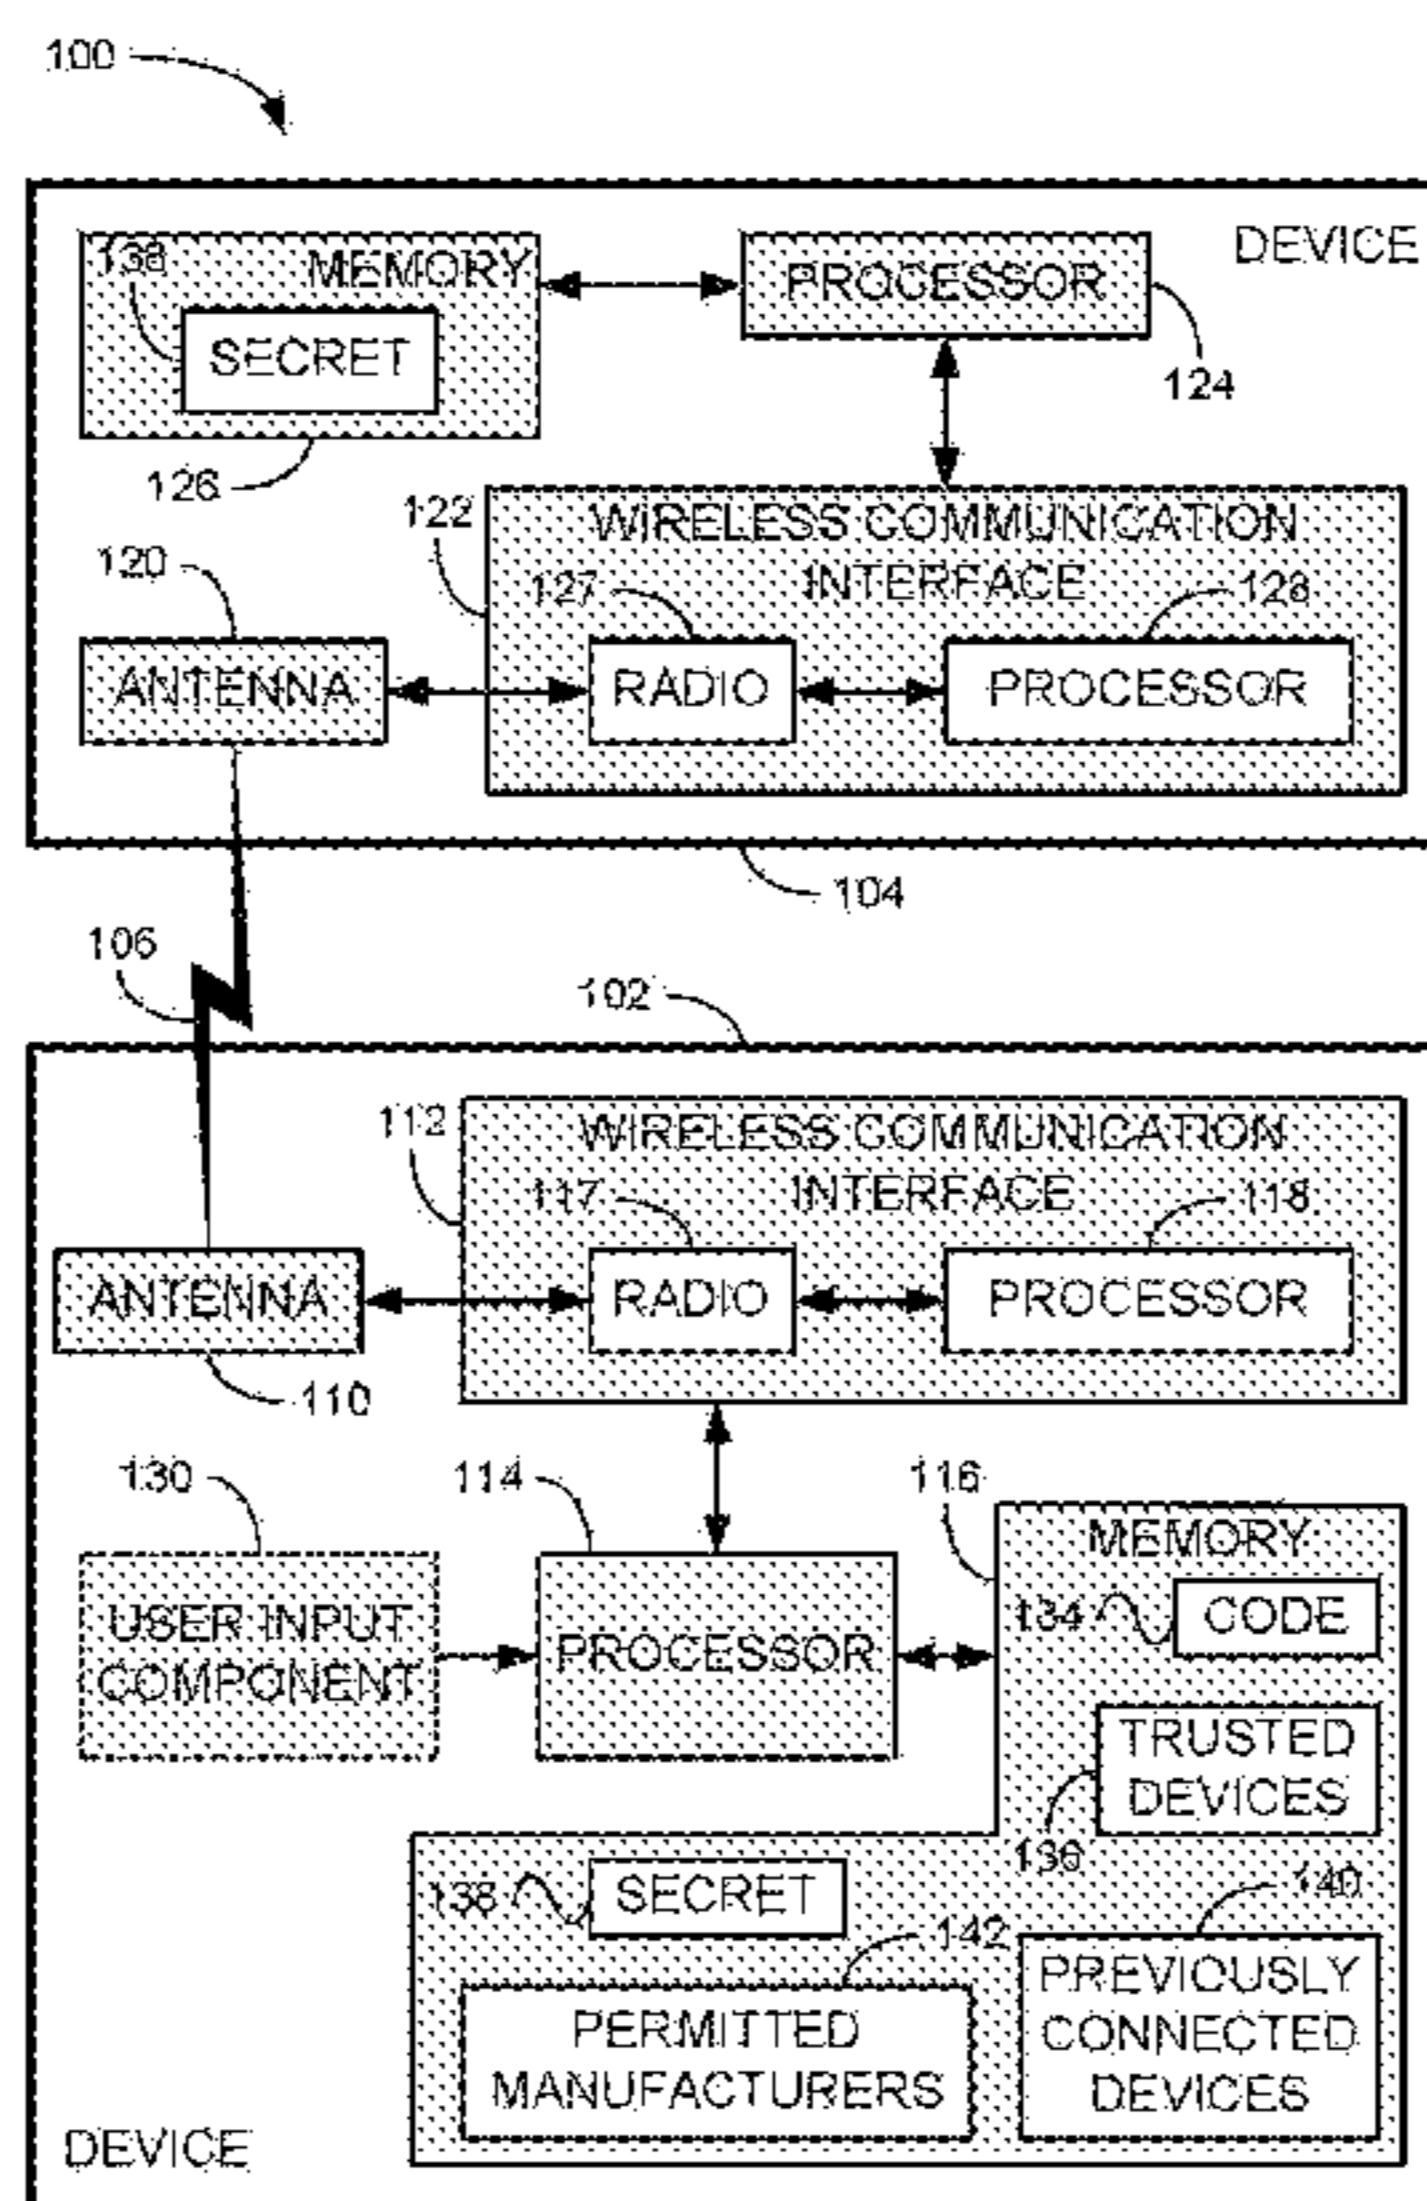 100
DEVICE
138
MEMORY
PROCESSOR
SECRET
124
126
122
WIRELESS COMMUNICATION
INTERFACE
120
127
128
ANTENNA
RADIO
PROCESSOR
104
106
102
112
WIRELESS COMMUNICATION
INTERFACE
117
118
ANTENNA
RADIO
PROCESSOR
110
130
114
116
MEMORY
134
CODE
USER INPUT
COMPONENT
PROCESSOR
TRUSTED
DEVICES
136
138
SECRET
140
142
PREVIOUSLY
CONNECTED
DEVICES
PERMITTED
MANUFACTURERS
DEVICE